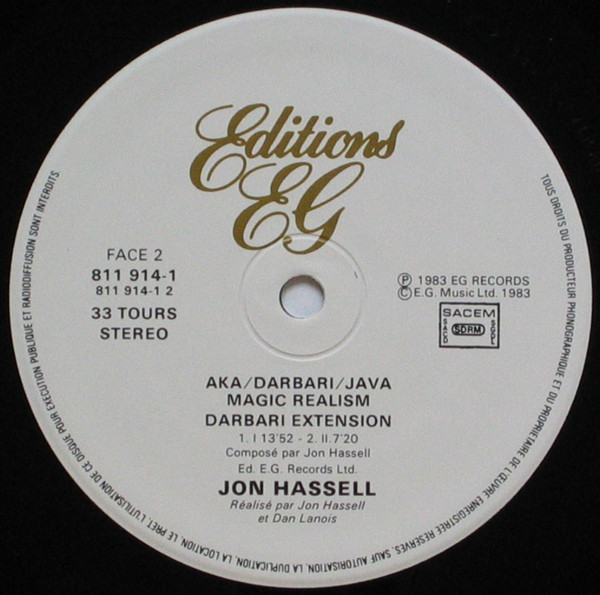 Editions
EG
FACE 2
811 914-1
811 914-1 2
33 TOURS
STEREO
Ⓟ 1983 EG RECORDS
© E.G. Music Ltd. 1983
SACEM
SACD SDRM SGDL
AKA/DARBARI/JAVA
MAGIC REALISM
DARBARI EXTENSION
1. I 13'52 - 2. II. 7'20
Composé par Jon Hassell
Ed. E.G. Records Ltd.
JON HASSELL
Réalisé par Jon Hassell
et Dan Lanois
TOUS DROITS DU PRODUCTEUR PHONOGRAPHIQUE ET DU PROPRIETAIRE DE L'ŒUVRE ENREGISTREE RESERVES. SAUF AUTORISATION, LA DUPLICATION, LA LOCATION, LE PRET, L'UTILISATION DE CE DISQUE POUR EXECUTION PUBLIQUE ET RADIODIFFUSION SONT INTERDITS.